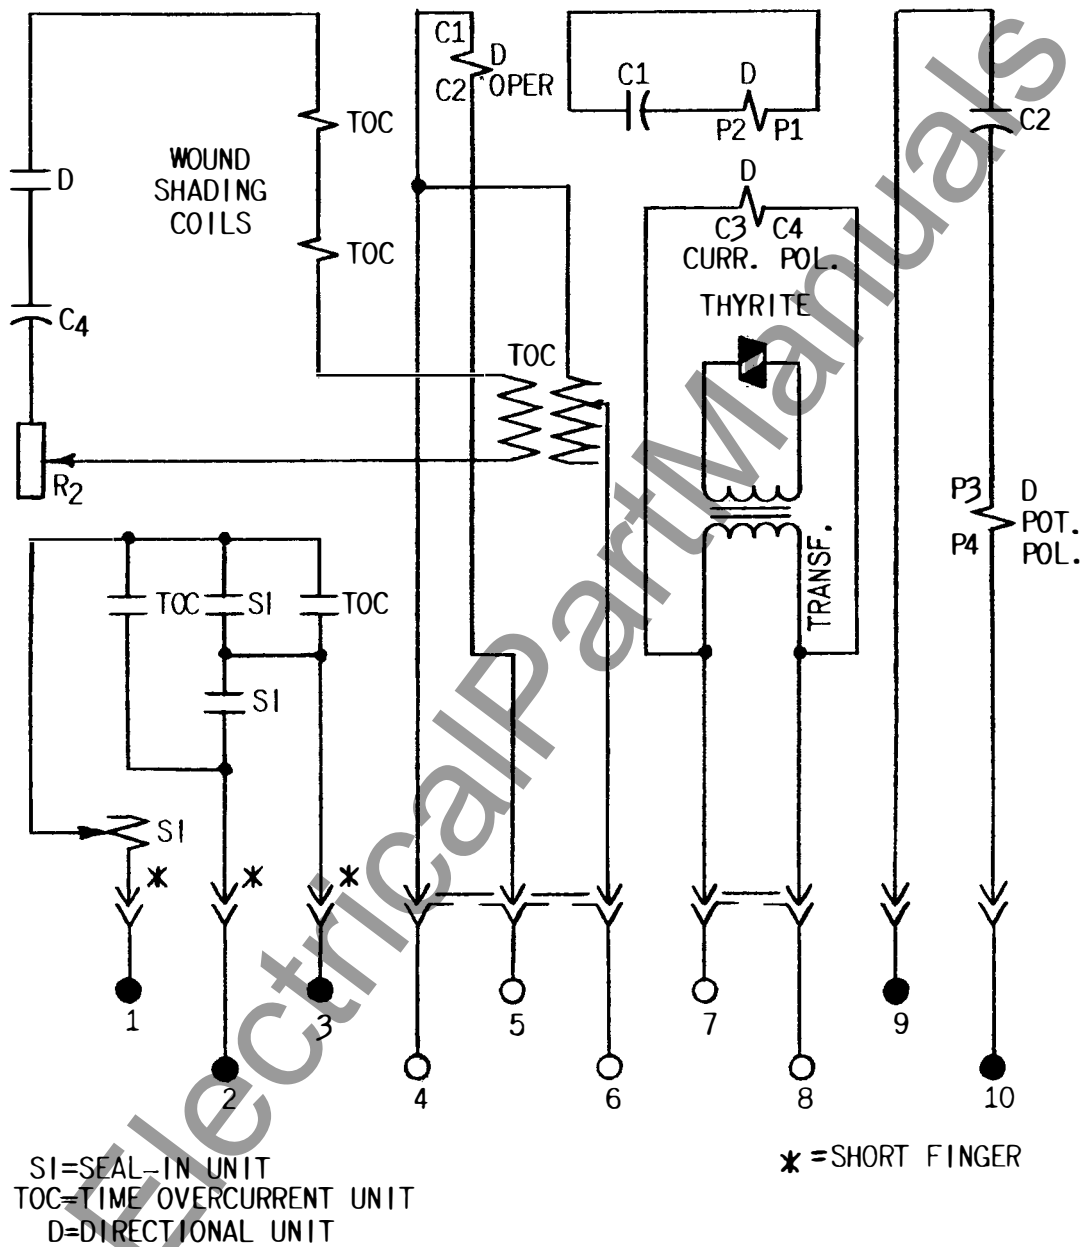 C1
D
C2
OPER
C1
D
P2
P1
C2
TOC
WOUND
SHADING
COILS
D
TOC
D
C3
C4
CURR. POL.
THYRITE
C4
TOC
R2
P3
D
POT.
P4
POL.
TRANSF.
TOC
SI
TOC
SI
SI
*
*
*
1
3
5
7
9
2
4
6
8
10
SI=SEAL-IN UNIT
TOC=TIME OVERCURRENT UNIT
D=DIRECTIONAL UNIT
* =SHORT FINGER
ElectricalPartManuals